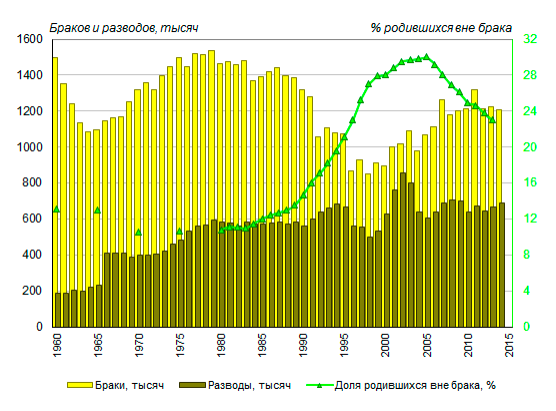 Браков и разводов, тысяч
% родившихся вне брака
1600 32
1400 28
1200 24
1000 20
800 16
600 12
400 8
200 4
0 0
1960 1965 1970 1975 1980 1985 1990 1995 2000 2005 2010 2015
Браки, тысяч Разводы, тысяч Доля родившихся вне брака, %